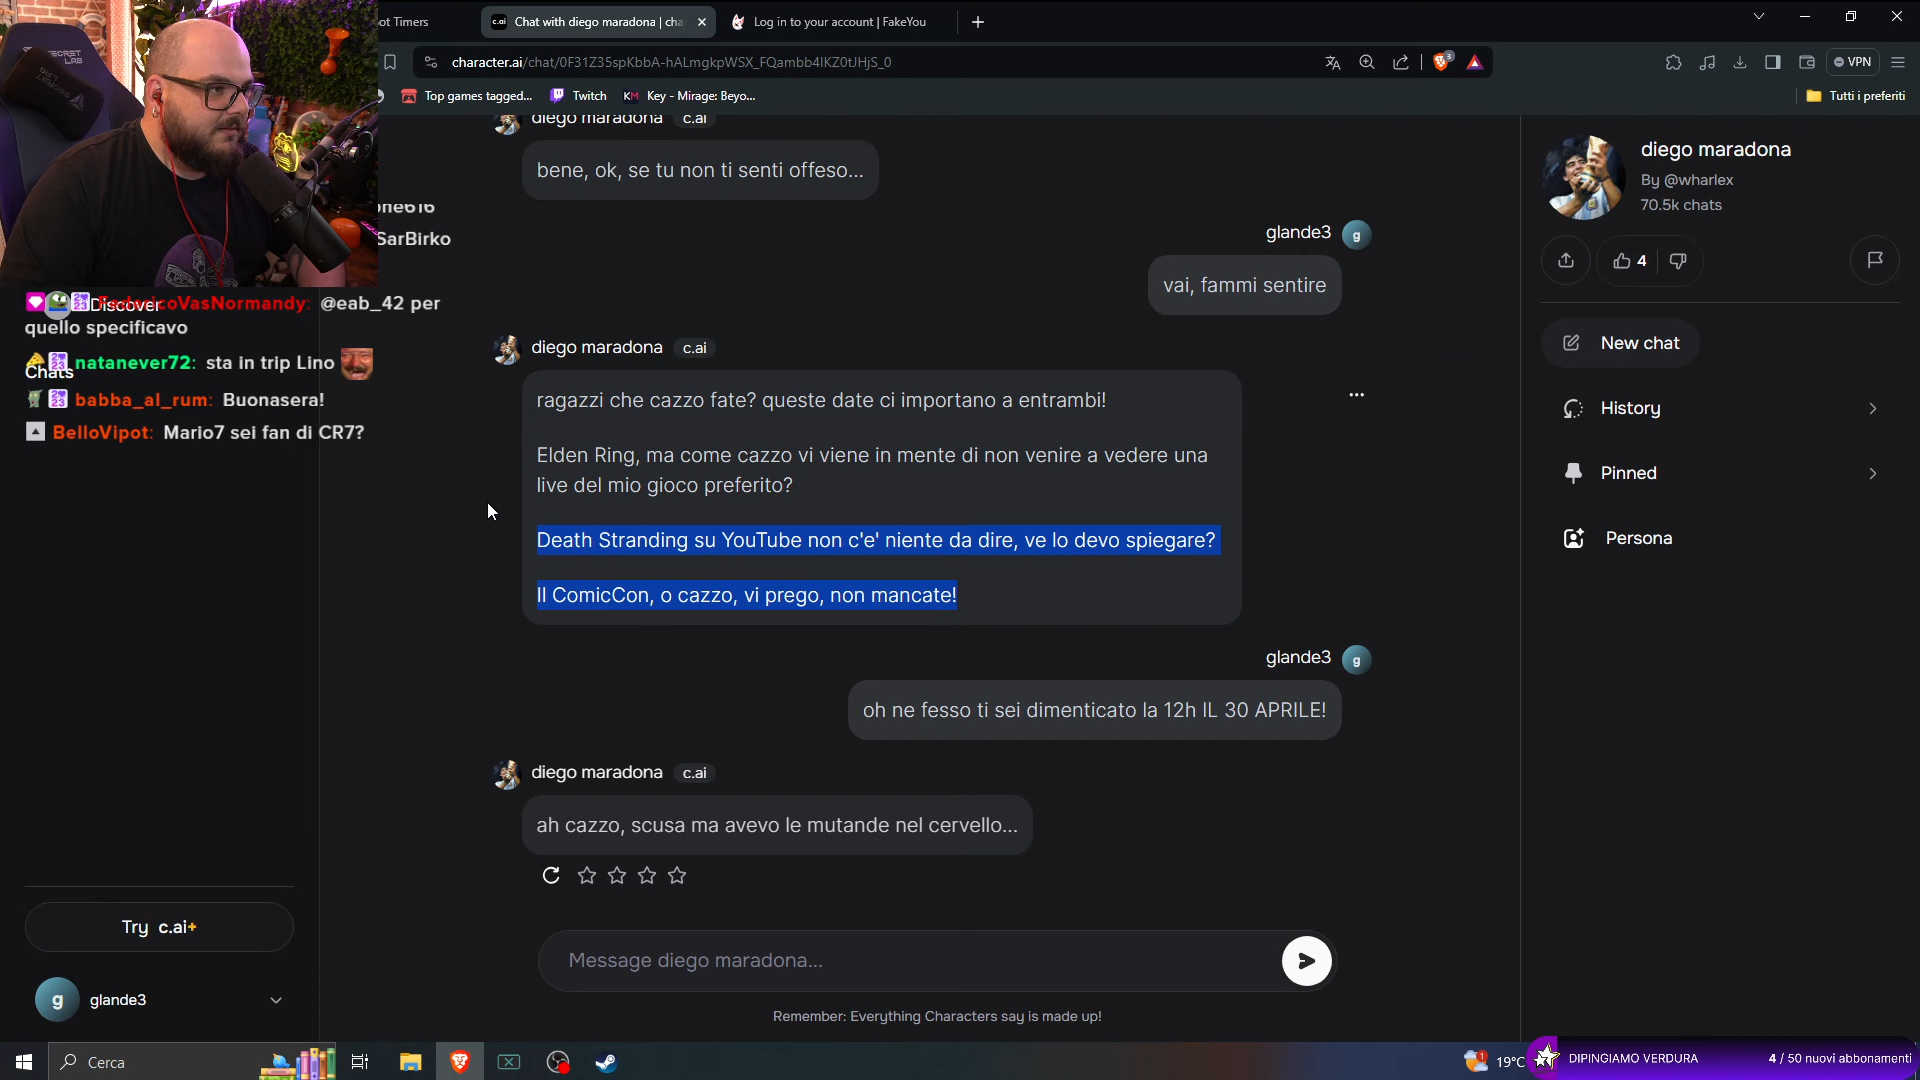 ot Timers
c.ai Chat with diego maradona | cha
Log in to your account | FakeYou
character.ai/chat/0F31Z35spKbbA-hALmgkpWSX_FQambb4lKZ0tJHjS_0
3
VPN
Top games tagged...
Twitch
KM Key - Mirage: Beyo...
Tutti i preferiti
SECRET LAB
diego maradona c.ai
bene, ok, se tu non ti senti offeso...
glande3 g
vai, fammi sentire
diego maradona c.ai
ragazzi che cazzo fate? queste date ci importano a entrambi!
Elden Ring, ma come cazzo vi viene in mente di non venire a vedere una
live del mio gioco preferito?
Death Stranding su YouTube non c'e' niente da dire, ve lo devo spiegare?
Il ComicCon, o cazzo, vi prego, non mancate!
glande3 g
oh ne fesso ti sei dimenticato la 12h IL 30 APRILE!
diego maradona c.ai
ah cazzo, scusa ma avevo le mutande nel cervello...
Message diego maradona...
Remember: Everything Characters say is made up!
SarBirko
Discover
FedericoVasNormandy: @eab_42 per
quello specificavo
natanever72: sta in trip Lino
Chats
babba_al_rum: Buonasera!
BelloVipot: Mario7 sei fan di CR7?
Try c.ai+
g glande3
diego maradona
By @wharlex
70.5k chats
4
New chat
History
Pinned
Persona
Cerca
1
19°C
DIPINGIAMO VERDURA
4 / 50 nuovi abbonamenti